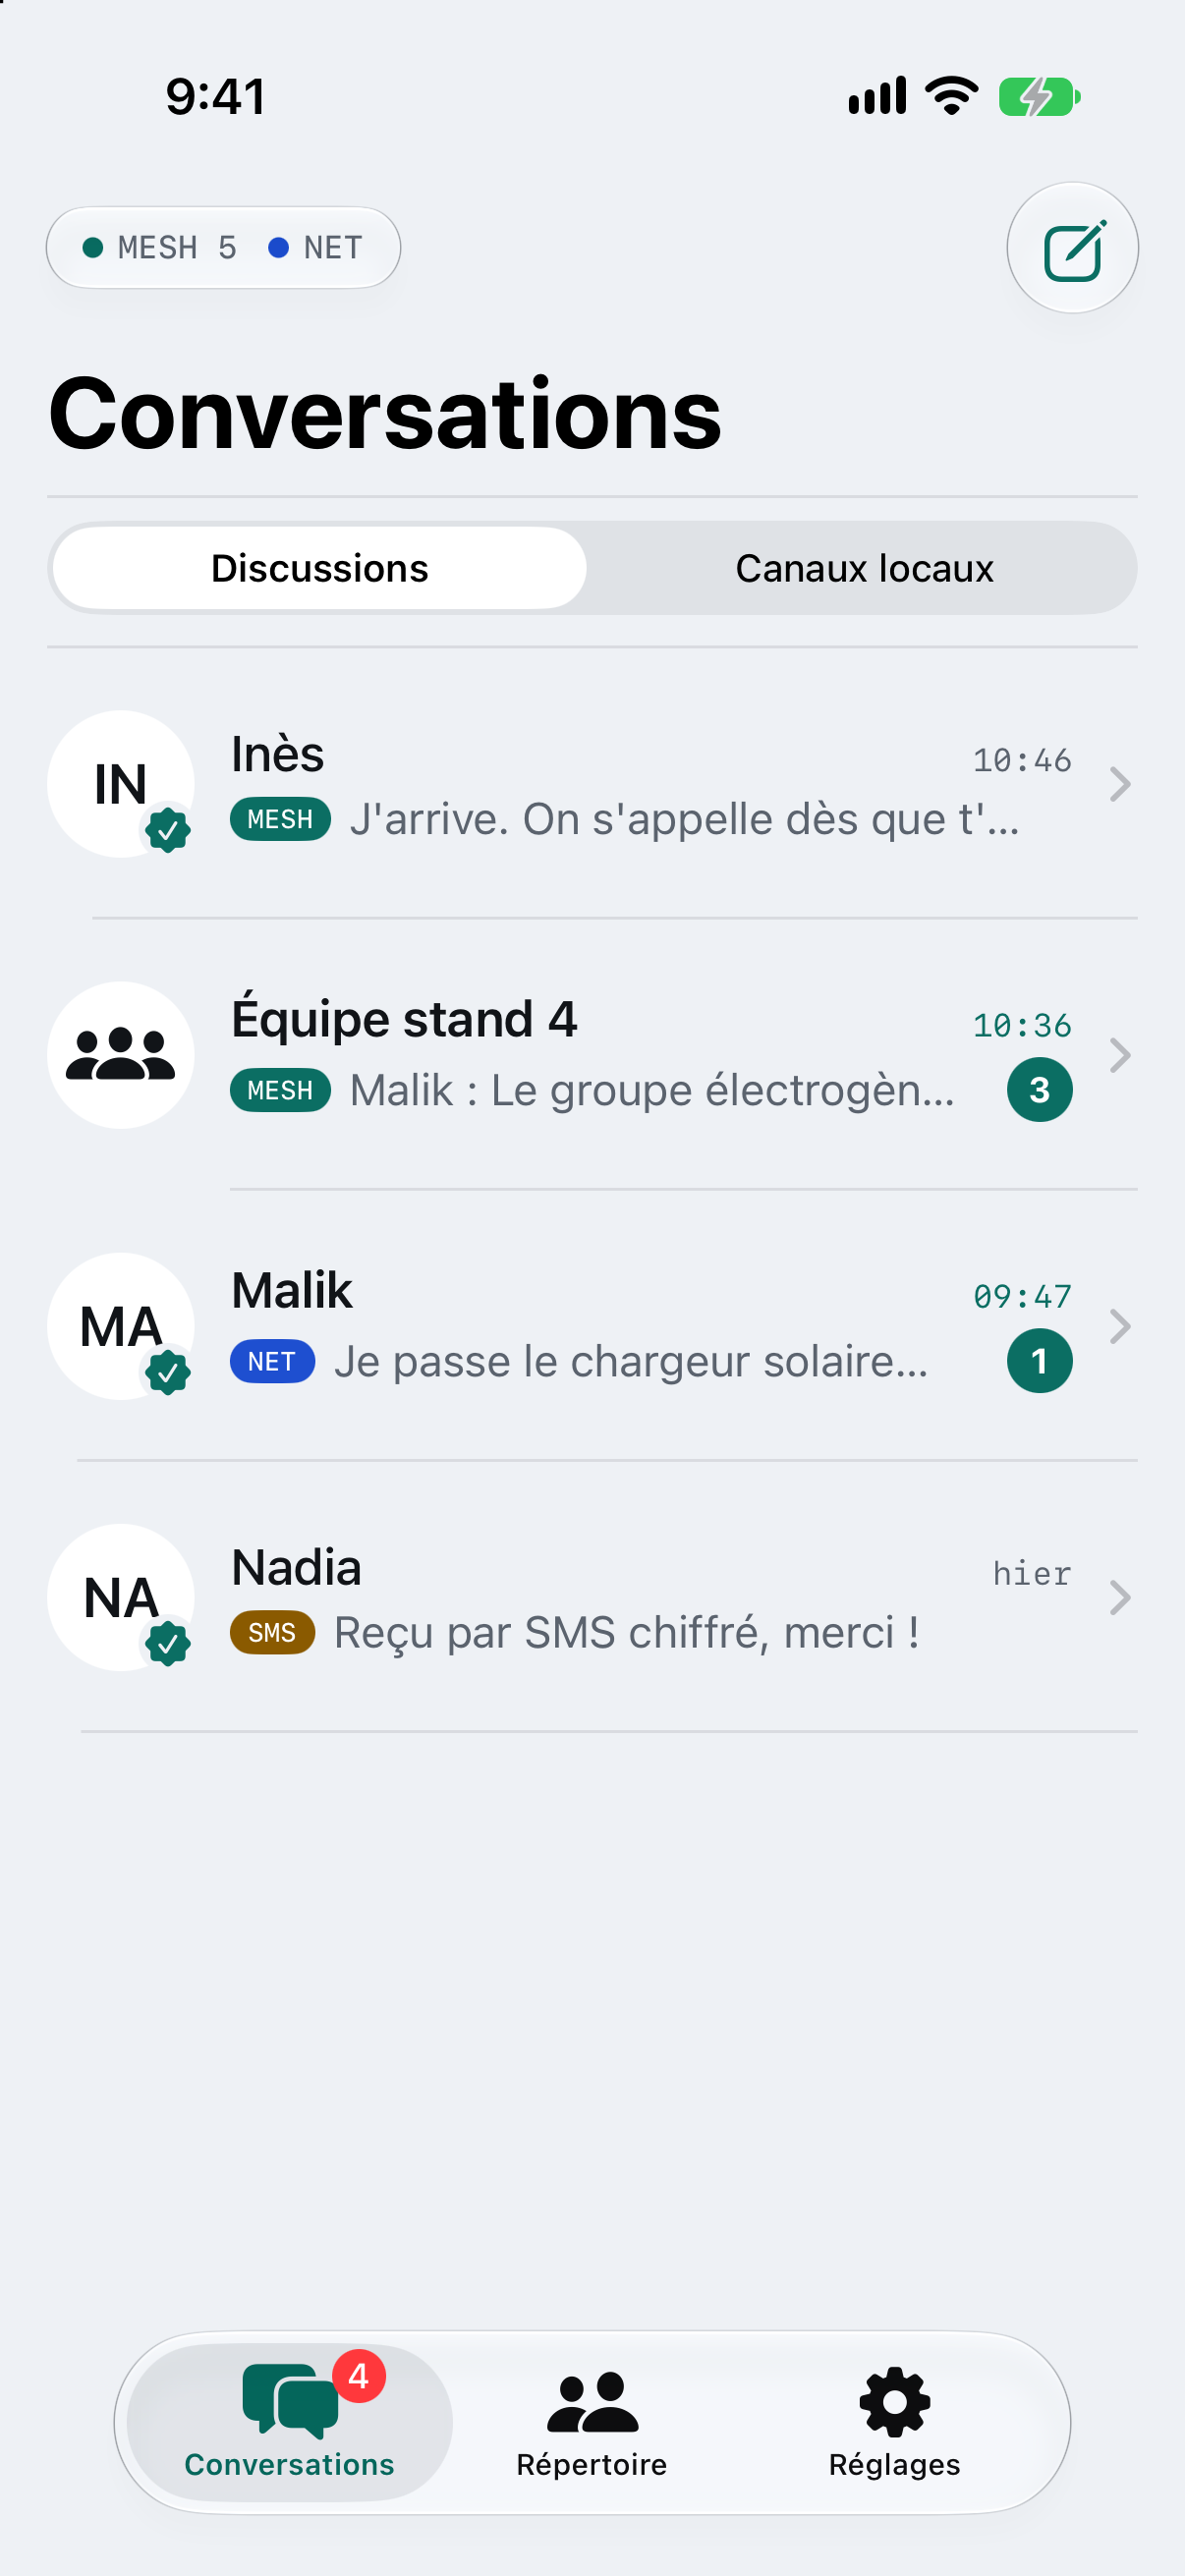 9:41
MESH 5 NET
Conversations
Discussions Canaux locaux
IN
Inès 10:46
MESH J'arrive. On s'appelle dès que t'...
Équipe stand 4 10:36
MESH Malik : Le groupe électrogèn... 3
MA
Malik 09:47
NET Je passe le chargeur solaire... 1
NA
Nadia hier
SMS Reçu par SMS chiffré, merci !
4
Conversations Répertoire Réglages